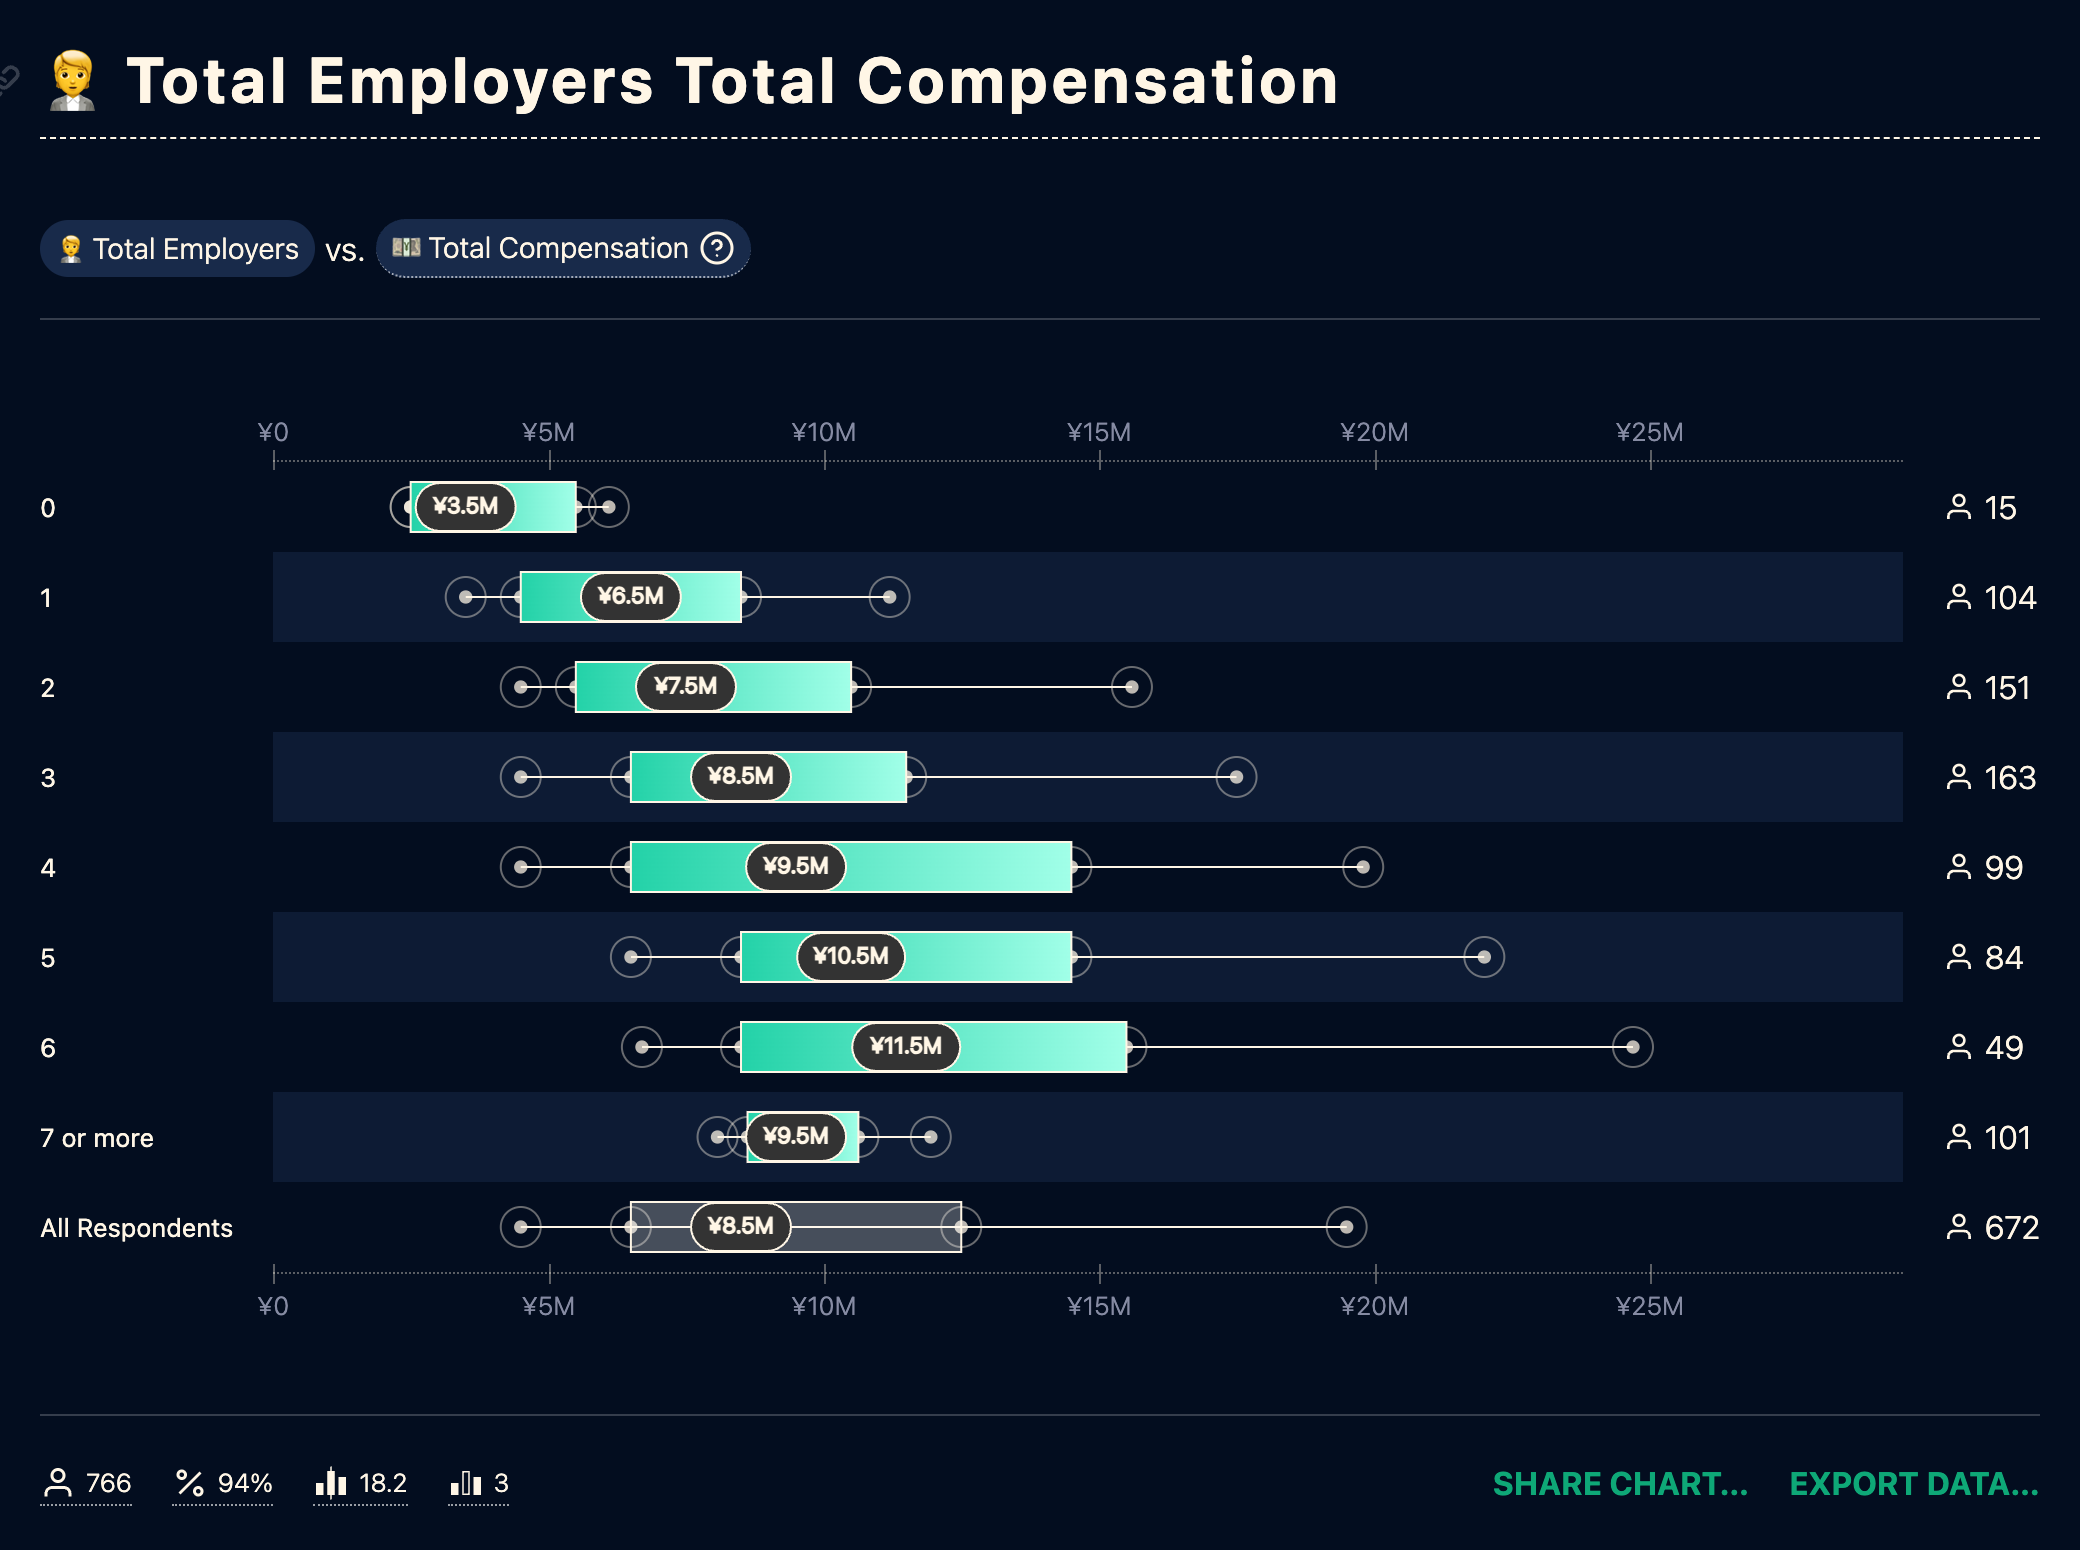 Total Employers Total Compensation
Total Employers vs. Total Compensation ?
¥0 ¥5M ¥10M ¥15M ¥20M ¥25M
0 ¥3.5M 15
1 ¥6.5M 104
2 ¥7.5M 151
3 ¥8.5M 163
4 ¥9.5M 99
5 ¥10.5M 84
6 ¥11.5M 49
7 or more ¥9.5M 101
All Respondents ¥8.5M 672
¥0 ¥5M ¥10M ¥15M ¥20M ¥25M
766 94% 18.2 3 SHARE CHART... EXPORT DATA...